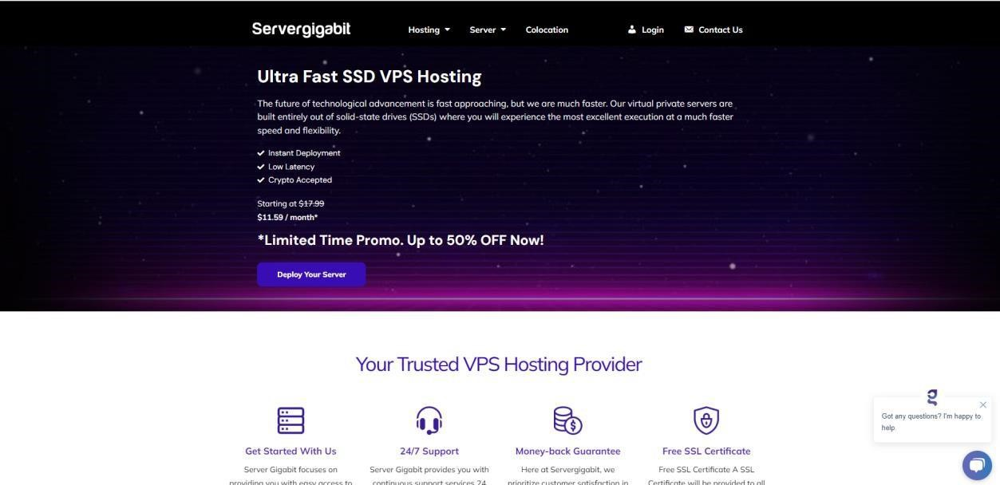 Servergigabit
Hosting
Server
Colocation
Login
Contact Us
Ultra Fast SSD VPS Hosting
The future of technological advancement is fast approaching, but we are much faster. Our virtual private servers are
built entirely out of solid-state drives (SSDs) where you will experience the most excellent execution at a much faster
speed and flexibility.
Instant Deployment
Low Latency
Crypto Accepted
Starting at $17.99
$11.59 / month*
*Limited Time Promo. Up to 50% OFF Now!
Deploy Your Server
Your Trusted VPS Hosting Provider
Get Started With Us
Server Gigabit focuses on
providing you with easy access to
24/7 Support
Server Gigabit provides you with
continuous support services 24
Money-back Guarantee
Here at Servergigabit, we
prioritize customer satisfaction in
Free SSL Certificate
Free SSL Certificate A SSL
Certificate will be provided to all
Got any questions? I'm happy to
help.